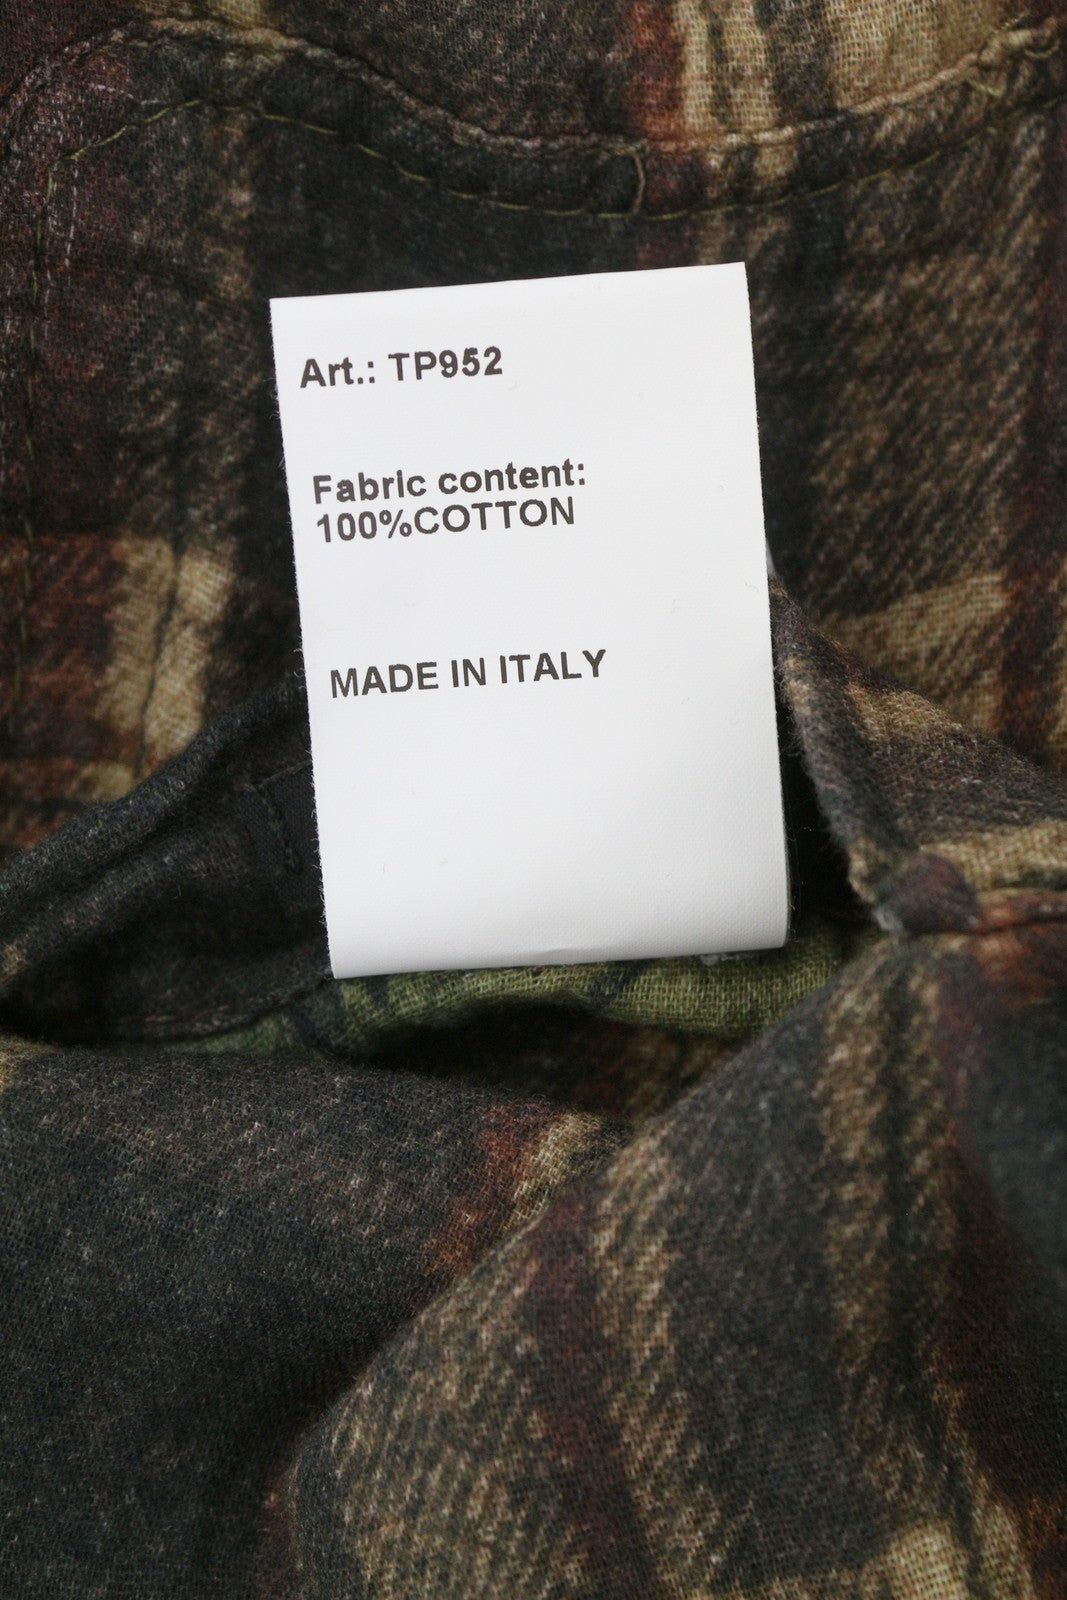 Art.: TP952
Fabric content:
100%COTTON
MADE IN ITALY